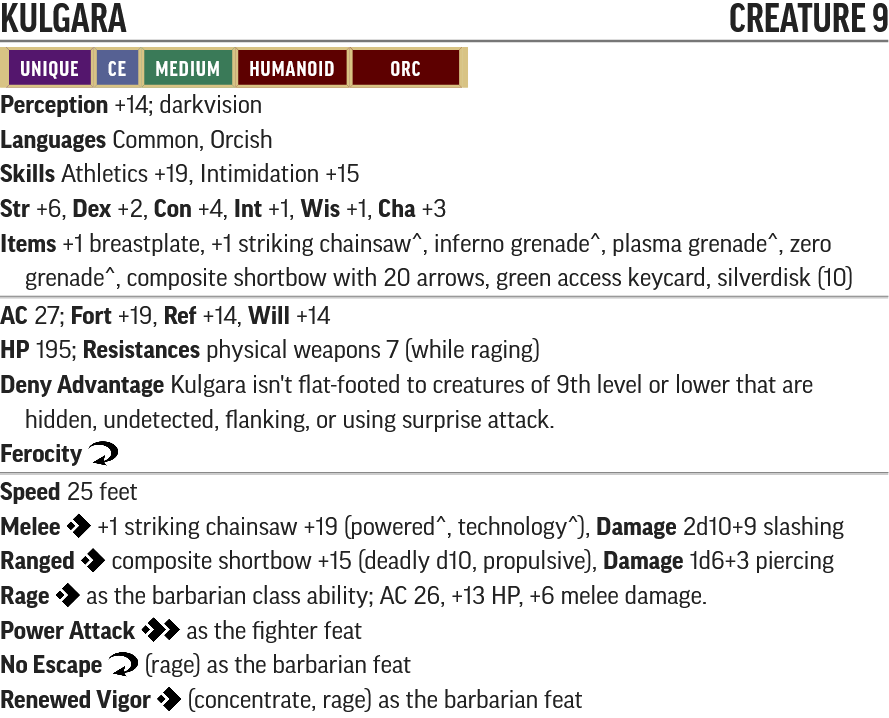 KULGARA CREATURE 9
UNIQUE CE MEDIUM HUMANOID ORC
Perception +14; darkvision
Languages Common, Orcish
Skills Athletics +19, Intimidation +15
Str +6, Dex +2, Con +4, Int +1, Wis +1, Cha +3
Items +1 breastplate, +1 striking chainsaw^, inferno grenade^, plasma grenade^, zero
grenade^, composite shortbow with 20 arrows, green access keycard, silverdisk (10)
AC 27; Fort +19, Ref +14, Will +14
HP 195; Resistances physical weapons 7 (while raging)
Deny Advantage Kulgara isn't flat-footed to creatures of 9th level or lower that are
hidden, undetected, flanking, or using surprise attack.
Ferocity
Speed 25 feet
Melee +1 striking chainsaw +19 (powered^, technology^), Damage 2d10+9 slashing
Ranged composite shortbow +15 (deadly d10, propulsive), Damage 1d6+3 piercing
Rage as the barbarian class ability; AC 26, +13 HP, +6 melee damage.
Power Attack as the fighter feat
No Escape (rage) as the barbarian feat
Renewed Vigor (concentrate, rage) as the barbarian feat